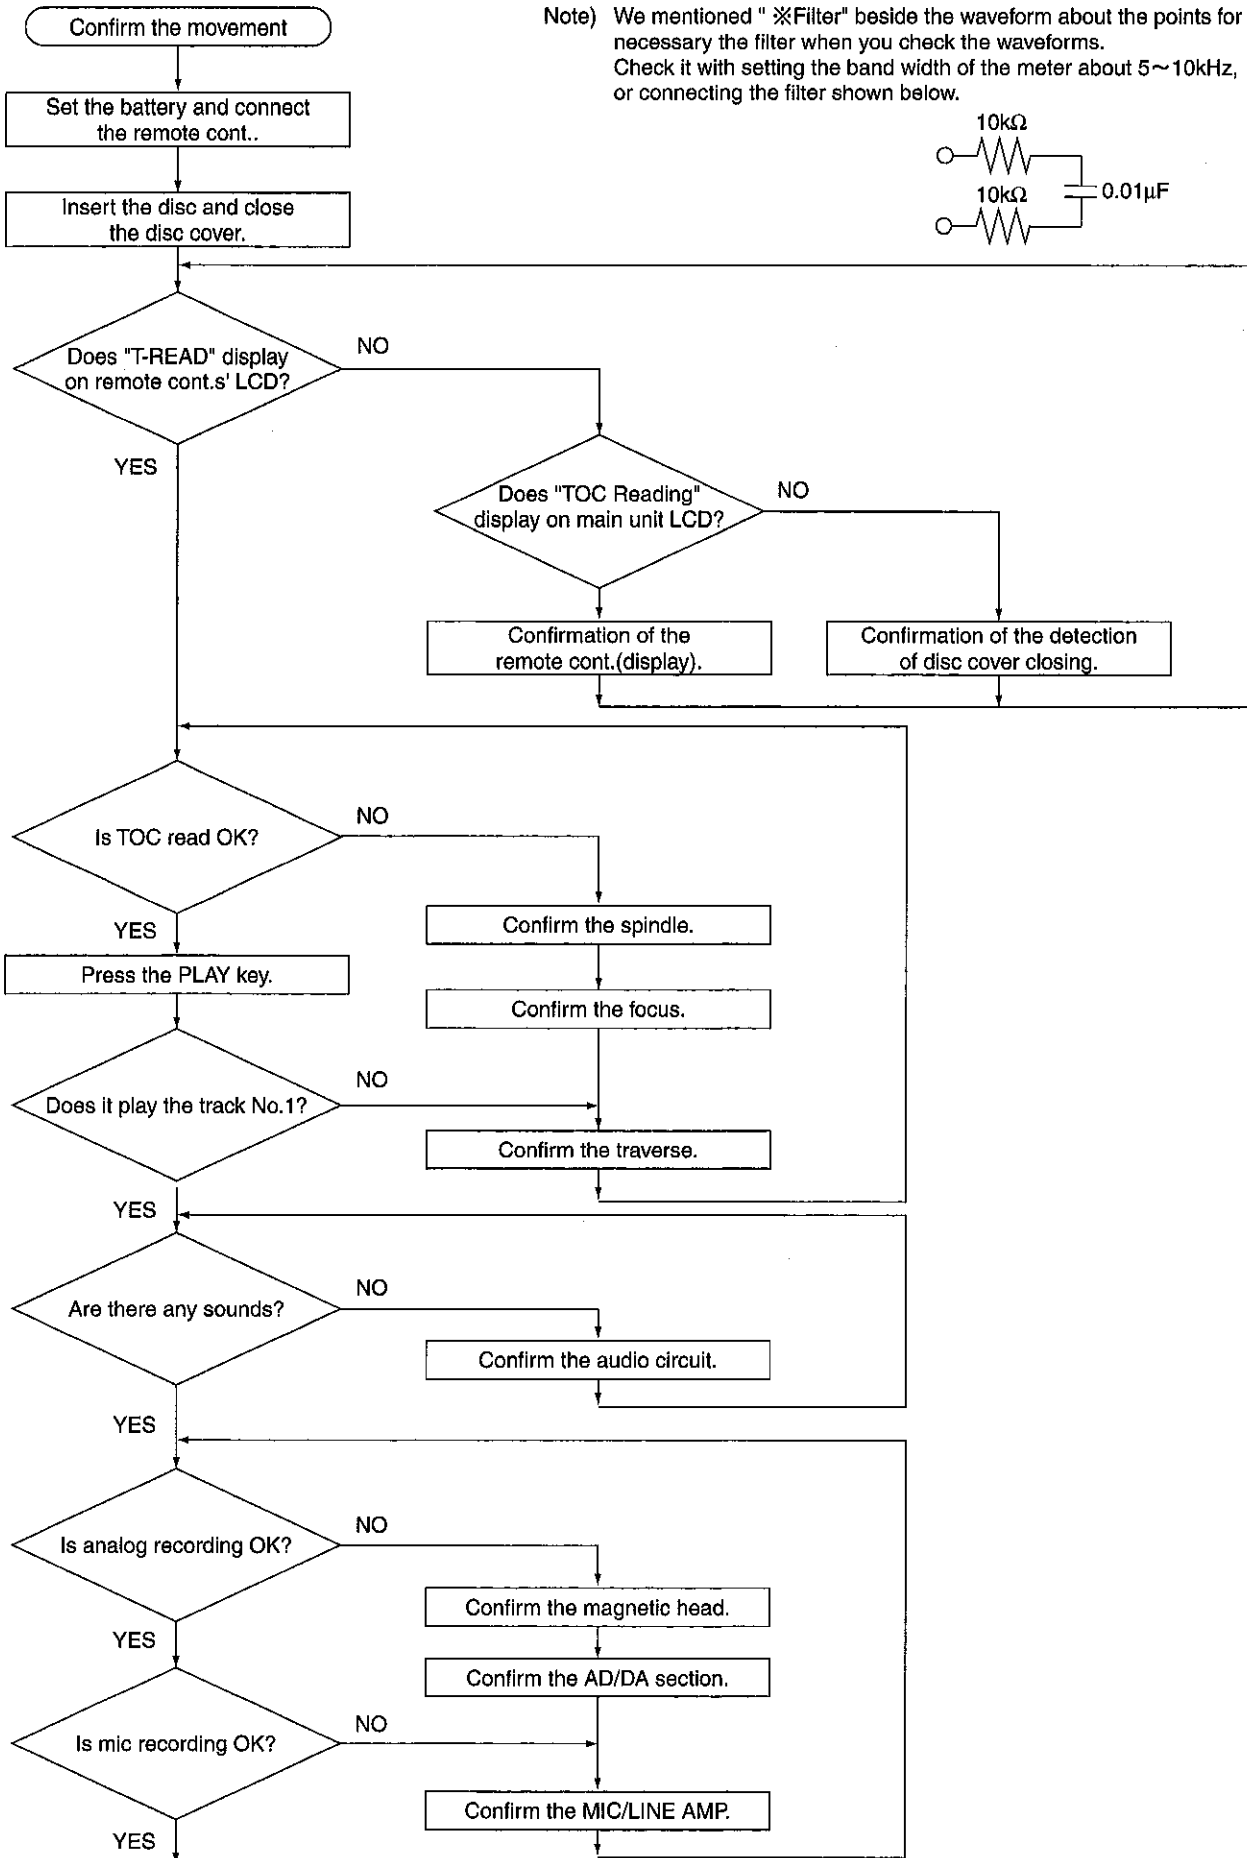 Confirm the movement
Note) We mentioned " ※Filter" beside the waveform about the points for
necessary the filter when you check the waveforms.
Check it with setting the band width of the meter about 5~10kHz,
or connecting the filter shown below.
10kΩ
10kΩ
0.01µF
Set the battery and connect
the remote cont..
Insert the disc and close
the disc cover.
Does "T-READ" display
on remote cont.s' LCD?
NO
YES
Does "TOC Reading"
display on main unit LCD?
NO
Confirmation of the
remote cont.(display).
Confirmation of the detection
of disc cover closing.
Is TOC read OK?
NO
YES
Confirm the spindle.
Press the PLAY key.
Confirm the focus.
Does it play the track No.1?
NO
Confirm the traverse.
YES
Are there any sounds?
NO
Confirm the audio circuit.
YES
Is analog recording OK?
NO
Confirm the magnetic head.
YES
Confirm the AD/DA section.
Is mic recording OK?
NO
Confirm the MIC/LINE AMP.
YES